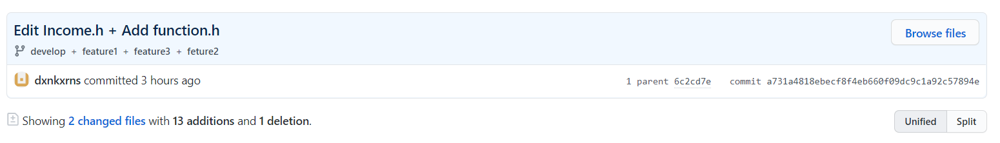 Edit Income.h + Add function.h
Browse files
develop + feature1 + feature3 + feture2
dxnkxrns committed 3 hours ago
1 parent 6c2cd7e commit a731a4818ebecf8f4eb660f09dc9c1a92c57894e
Showing 2 changed files with 13 additions and 1 deletion.
Unified Split